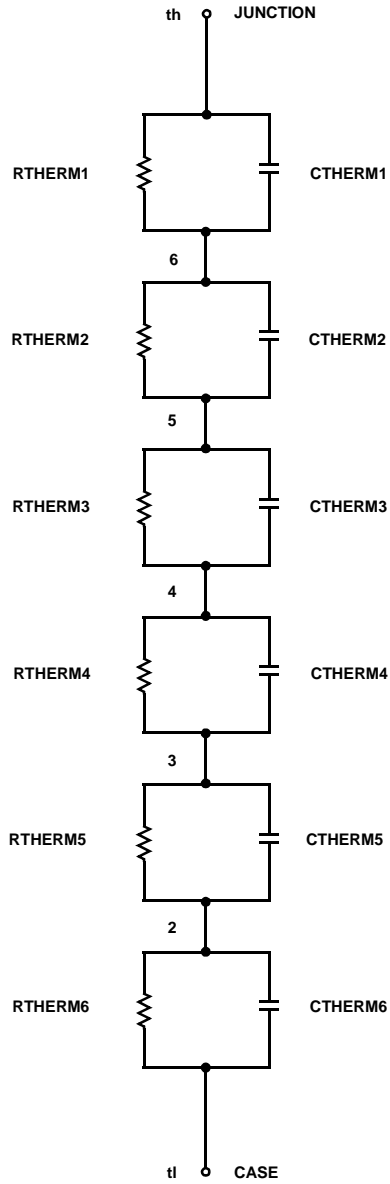 th JUNCTION
RTHERM1 CTHERM1
6
RTHERM2 CTHERM2
5
RTHERM3 CTHERM3
4
RTHERM4 CTHERM4
3
RTHERM5 CTHERM5
2
RTHERM6 CTHERM6
tl CASE